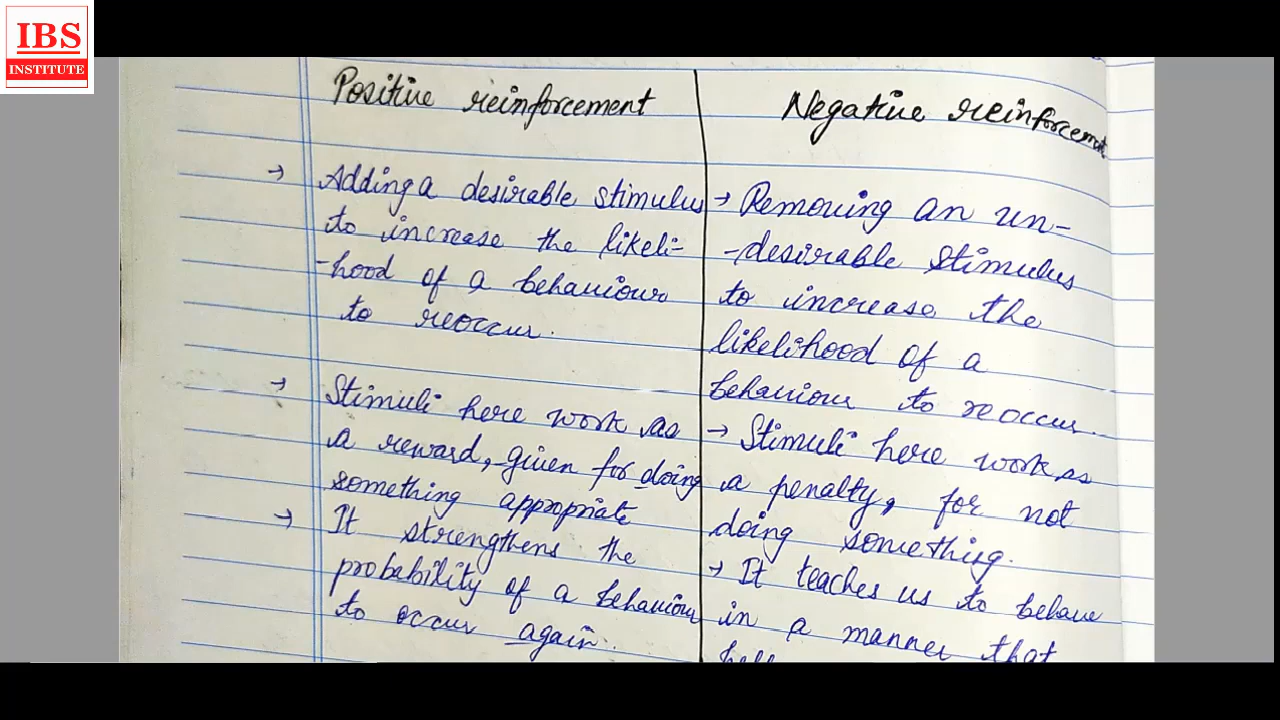 IBS
INSTITUTE
Positive reinforcement
→ Adding a desirable stimulus
to increase the likeli-
-hood of a behaviour
to reoccur.
→ Stimuli here work as
a reward, given for doing
something appropriate
→ It strengthens the
probability of a behaviour
to occur again.
Negative reinforcement
→ Removing an un-
-desirable stimulus
to increase the
likelihood of a
behaviour to reoccur.
→ Stimuli here work as
a penalty, for not
doing something.
→ It teaches us to behave
in a manner that